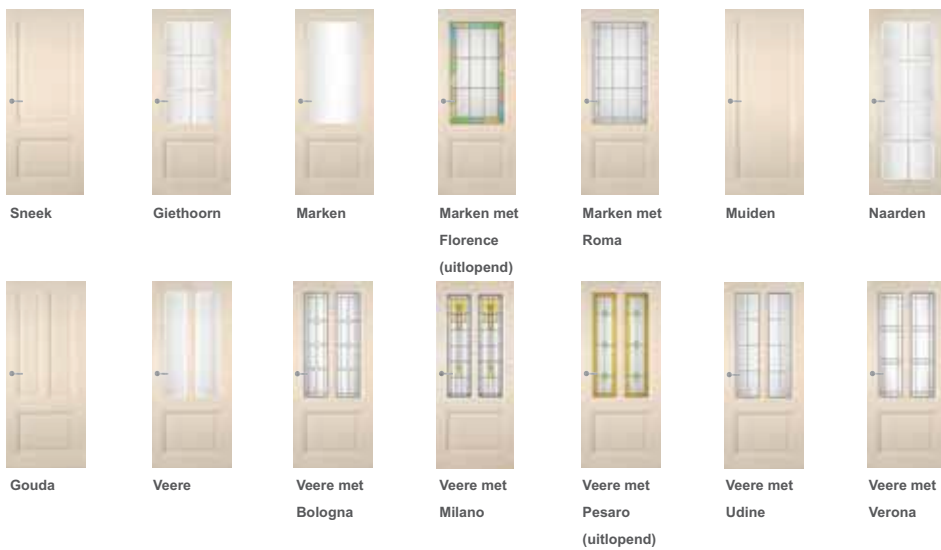 Sneek
Giethoorn
Marken
Marken met
Florence
(uitlopend)
Marken met
Roma
Muiden
Naarden
Gouda
Veere
Veere met
Bologna
Veere met
Milano
Veere met
Pesaro
(uitlopend)
Veere met
Udine
Veere met
Verona